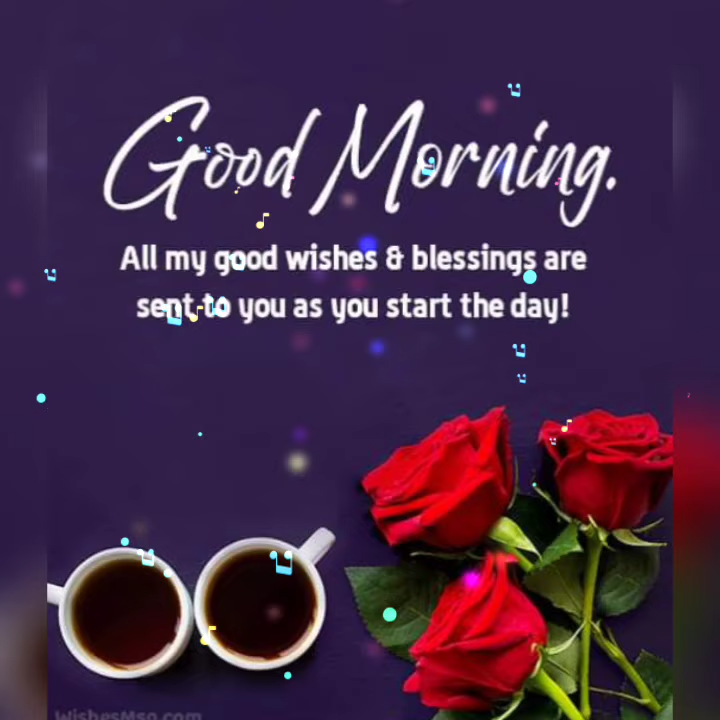 Good Morning.
All my good wishes & blessings are
sent to you as you start the day!
WishesMsg.com